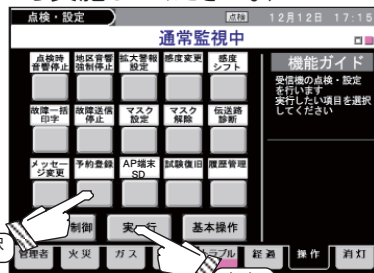 点検・設定
点検
12月12日 17:15
通常監視中
点検時
音響停止
地区音響
強制停止
拡大警報
設定
感度変更
感度
シフト
故障一括
印字
故障送信
停止
マスク
設定
マスク
解除
伝送路
診断
メッセー
ジ変更
予約登録
AP端末
SD
試験復旧
履歴管理
機能ガイド
受信機の点検・設定
を行います
実行したい項目を選択
してください
制御
実行
基本操作
管理者
火災
ガス
トラブル
経過
操作
消灯